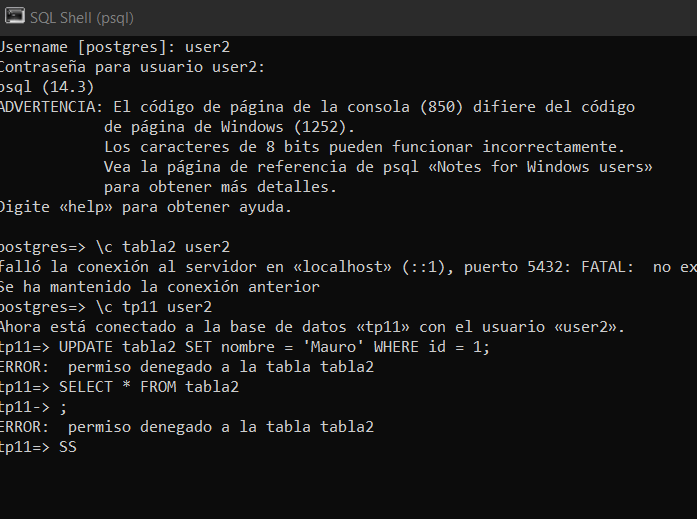 SQL Shell (psql)
Username [postgres]: user2
Contraseña para usuario user2:
psql (14.3)
ADVERTENCIA: El código de página de la consola (850) difiere del código
de página de Windows (1252).
Los caracteres de 8 bits pueden funcionar incorrectamente.
Vea la página de referencia de psql «Notes for Windows users»
para obtener más detalles.
Digite «help» para obtener ayuda.
postgres=> \c tabla2 user2
falló la conexión al servidor en «localhost» (::1), puerto 5432: FATAL:  no ex
Se ha mantenido la conexión anterior
postgres=> \c tp11 user2
Ahora está conectado a la base de datos «tp11» con el usuario «user2».
tp11=> UPDATE tabla2 SET nombre = 'Mauro' WHERE id = 1;
ERROR:  permiso denegado a la tabla tabla2
tp11=> SELECT * FROM tabla2
tp11-> ;
ERROR:  permiso denegado a la tabla tabla2
tp11=> SS